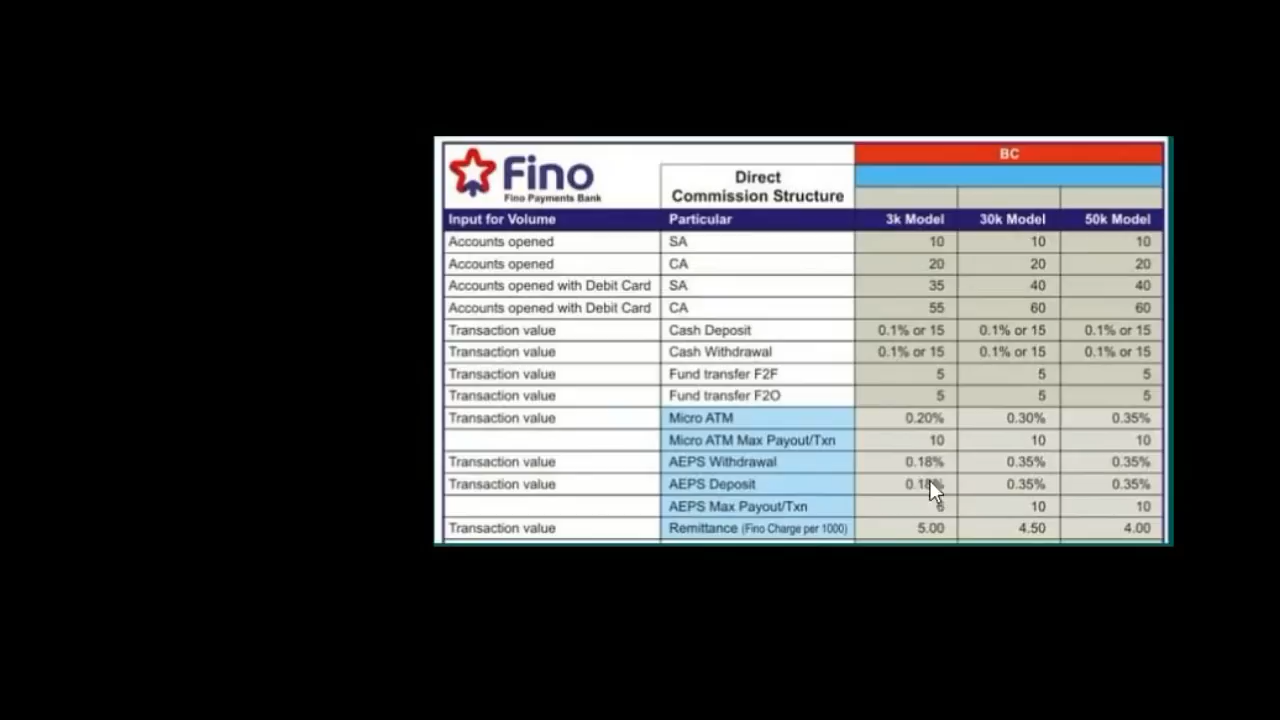 BC
Fino
Fino Payments Bank
Direct
Commission Structure
Input for Volume Particular 3k Model 30k Model 50k Model
Accounts opened SA 10 10 10
Accounts opened CA 20 20 20
Accounts opened with Debit Card SA 35 40 40
Accounts opened with Debit Card CA 55 60 60
Transaction value Cash Deposit 0.1% or 15 0.1% or 15 0.1% or 15
Transaction value Cash Withdrawal 0.1% or 15 0.1% or 15 0.1% or 15
Transaction value Fund transfer F2F 5 5 5
Transaction value Fund transfer F2O 5 5 5
Transaction value Micro ATM 0.20% 0.30% 0.35%
Micro ATM Max Payout/Txn 10 10 10
Transaction value AEPS Withdrawal 0.18% 0.35% 0.35%
Transaction value AEPS Deposit 0.18% 0.35% 0.35%
AEPS Max Payout/Txn 10 10
Transaction value Remittance (Fino Charge per 1000) 5.00 4.50 4.00